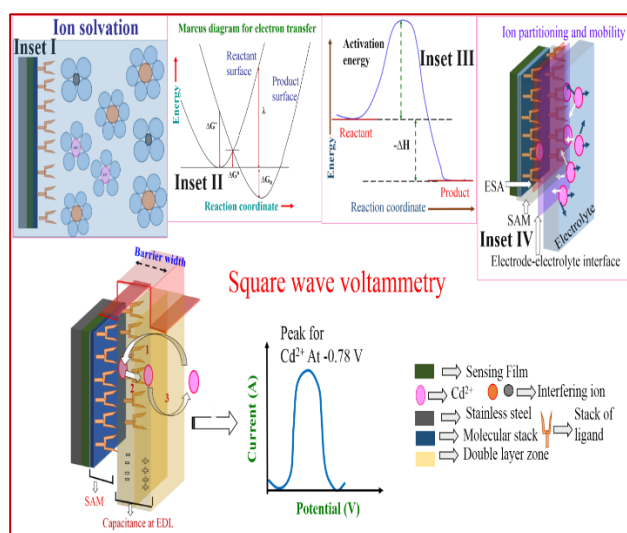 Ion solvation
Inset I
Marcus diagram for electron transfer
Reactant
surface
Product
surface
Energy
λ
ΔG*
ΔG°
ΔG₀
Inset II
Reaction coordinate
Activation
energy
Inset III
Energy
Reactant
-ΔH
Product
Reaction coordinate
Ion partitioning and mobility
ESA
SAM
Inset IV
Electrolyte
Electrode-electrolyte interface
Barrier width
Square wave voltammetry
1
2
3
SAM
Capacitance at EDL
Peak for
Cd²⁺ At -0.78 V
Current (A)
Potential (V)
Sensing Film
Cd²⁺
Interfering ion
Stainless steel
Stack of
ligand
Molecular stack
Double layer zone